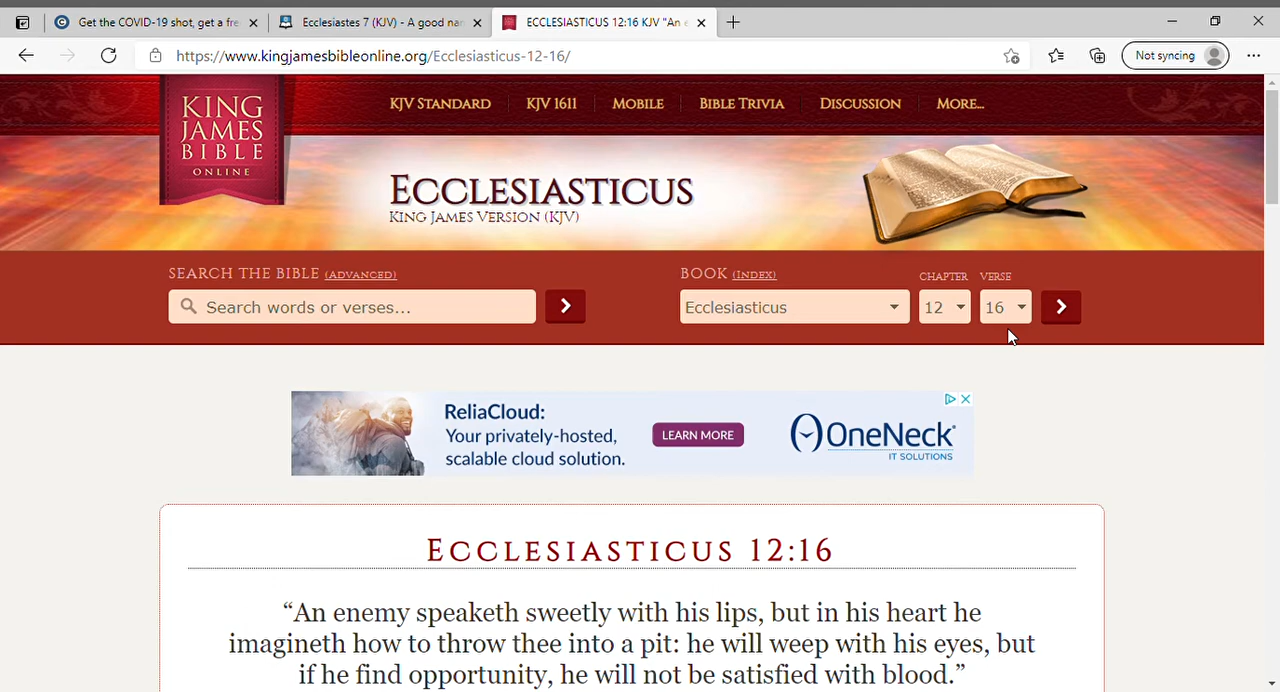 Get the COVID-19 shot, get a fre
Ecclesiastes 7 (KJV) - A good nam
ECCLESIASTICUS 12:16 KJV "An e
https://www.kingjamesbibleonline.org/Ecclesiasticus-12-16/
Not syncing
KING
JAMES
BIBLE
ONLINE
KJV STANDARD
KJV 1611
MOBILE
BIBLE TRIVIA
DISCUSSION
MORE...
ECCLESIASTICUS
KING JAMES VERSION (KJV)
SEARCH THE BIBLE (ADVANCED)
BOOK (INDEX)
CHAPTER
VERSE
Search words or verses...
Ecclesiasticus
12
16
ReliaCloud:
Your privately-hosted,
scalable cloud solution.
LEARN MORE
OneNeck
IT SOLUTIONS
ECCLESIASTICUS 12:16
“An enemy speaketh sweetly with his lips, but in his heart he
imagineth how to throw thee into a pit: he will weep with his eyes, but
if he find opportunity, he will not be satisfied with blood.”